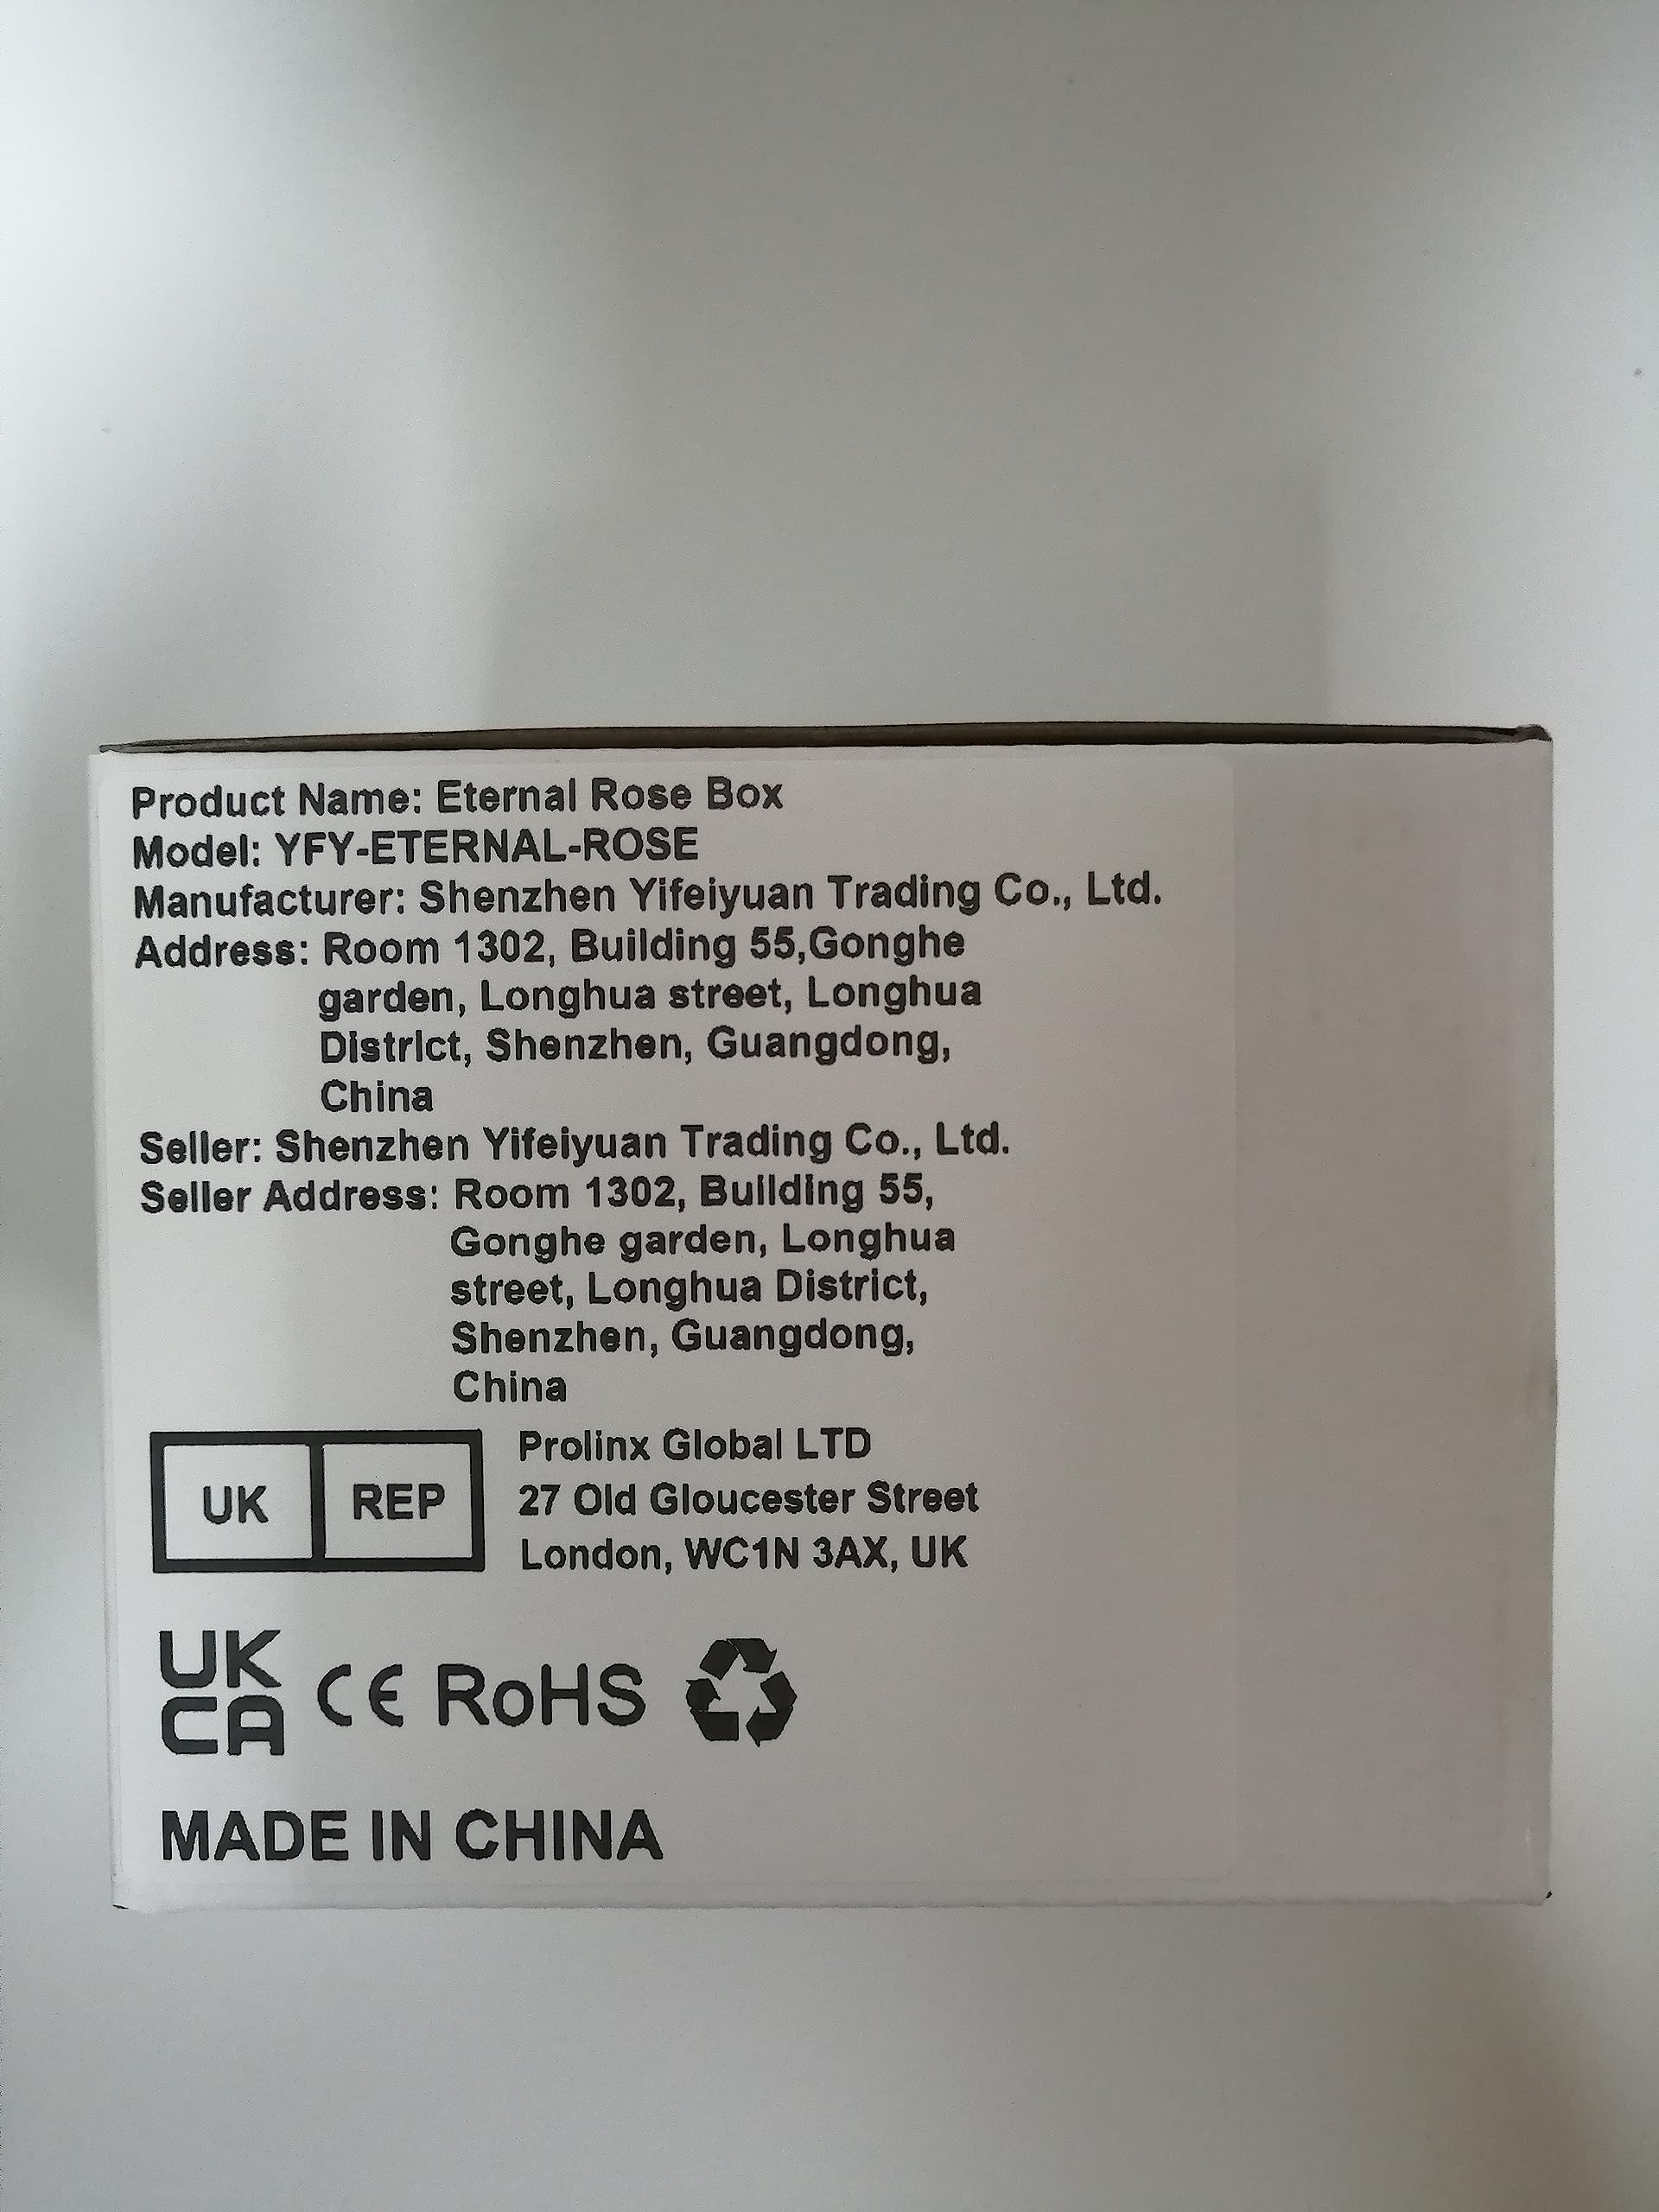 Product Name: Eternal Rose Box
Model: YFY-ETERNAL-ROSE
Manufacturer: Shenzhen Yifeiyuan Trading Co., Ltd.
Address: Room 1302, Building 55,Gonghe
garden, Longhua street, Longhua
District, Shenzhen, Guangdong,
China
Seller: Shenzhen Yifeiyuan Trading Co., Ltd.
Seller Address: Room 1302, Building 55,
Gonghe garden, Longhua
street, Longhua District,
Shenzhen, Guangdong,
China
UK REP
Prolinx Global LTD
27 Old Gloucester Street
London, WC1N 3AX, UK
UK
CA
CE RoHS
MADE IN CHINA